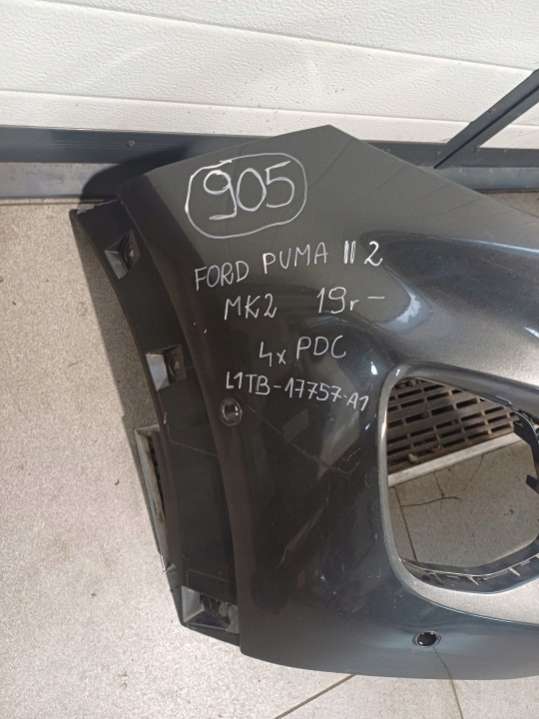 905
FORD PUMA II 2
MK2 19r-
4x PDC
L1TB-17757-A1